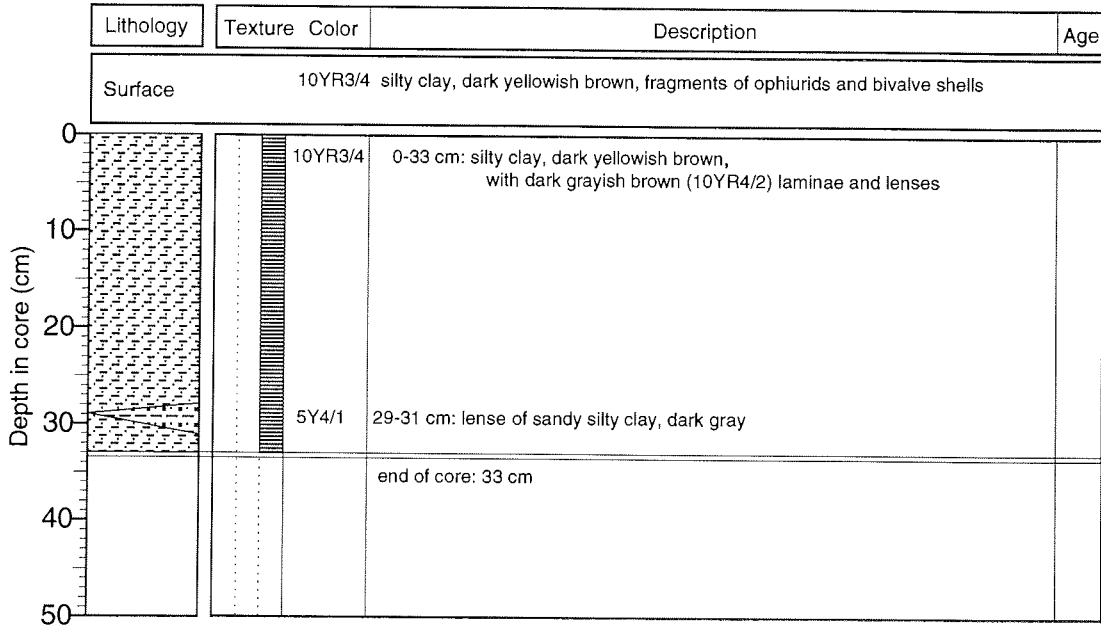 Lithology Texture Color Description Age
Surface 10YR3/4 silty clay, dark yellowish brown, fragments of ophiurids and bivalve shells
0
10YR3/4 0-33 cm: silty clay, dark yellowish brown,
with dark grayish brown (10YR4/2) laminae and lenses
10
Depth in core (cm)
20
30 5Y4/1 29-31 cm: lense of sandy silty clay, dark gray
end of core: 33 cm
40
50